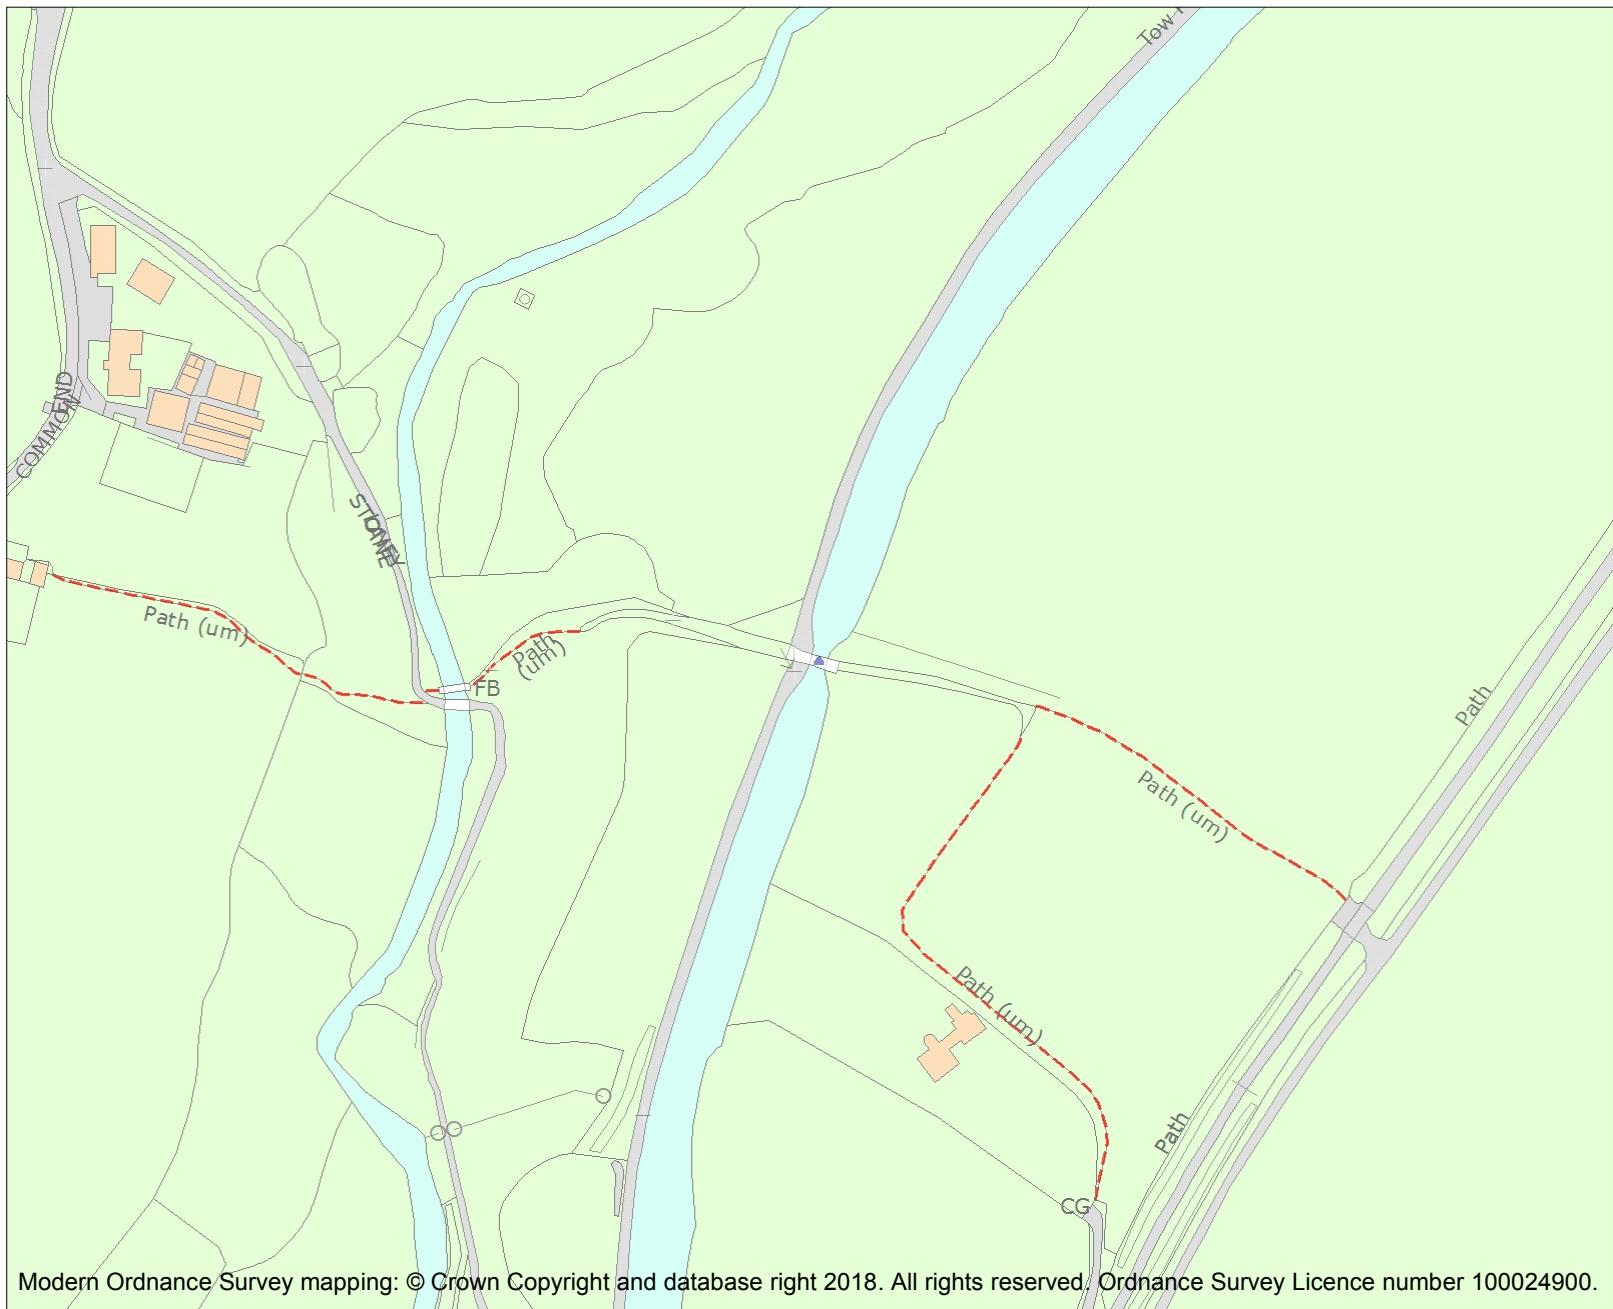 Tow
COMMON
END
STONEY
LANE
Path (um)
Path
(um)
FB
Path
Path (um)
Path (um)
Path
CG
Modern Ordnance Survey mapping: © Crown Copyright and database right 2018. All rights reserved. Ordnance Survey Licence number 100024900.